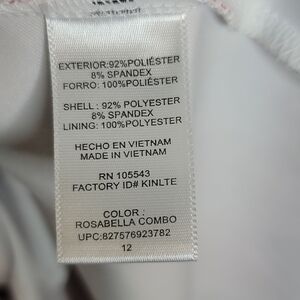 EXTERIOR:92%POLIÉSTER
8% SPANDEX
FORRO: 100%POLIÉSTER
SHELL : 92% POLYESTER
8% SPANDEX
LINING: 100%POLYESTER
HECHO EN VIETNAM
MADE IN VIETNAM
RN 105543
FACTORY ID# KINLTE
COLOR :
ROSABELLA COMBO
UPC:827576923782
12